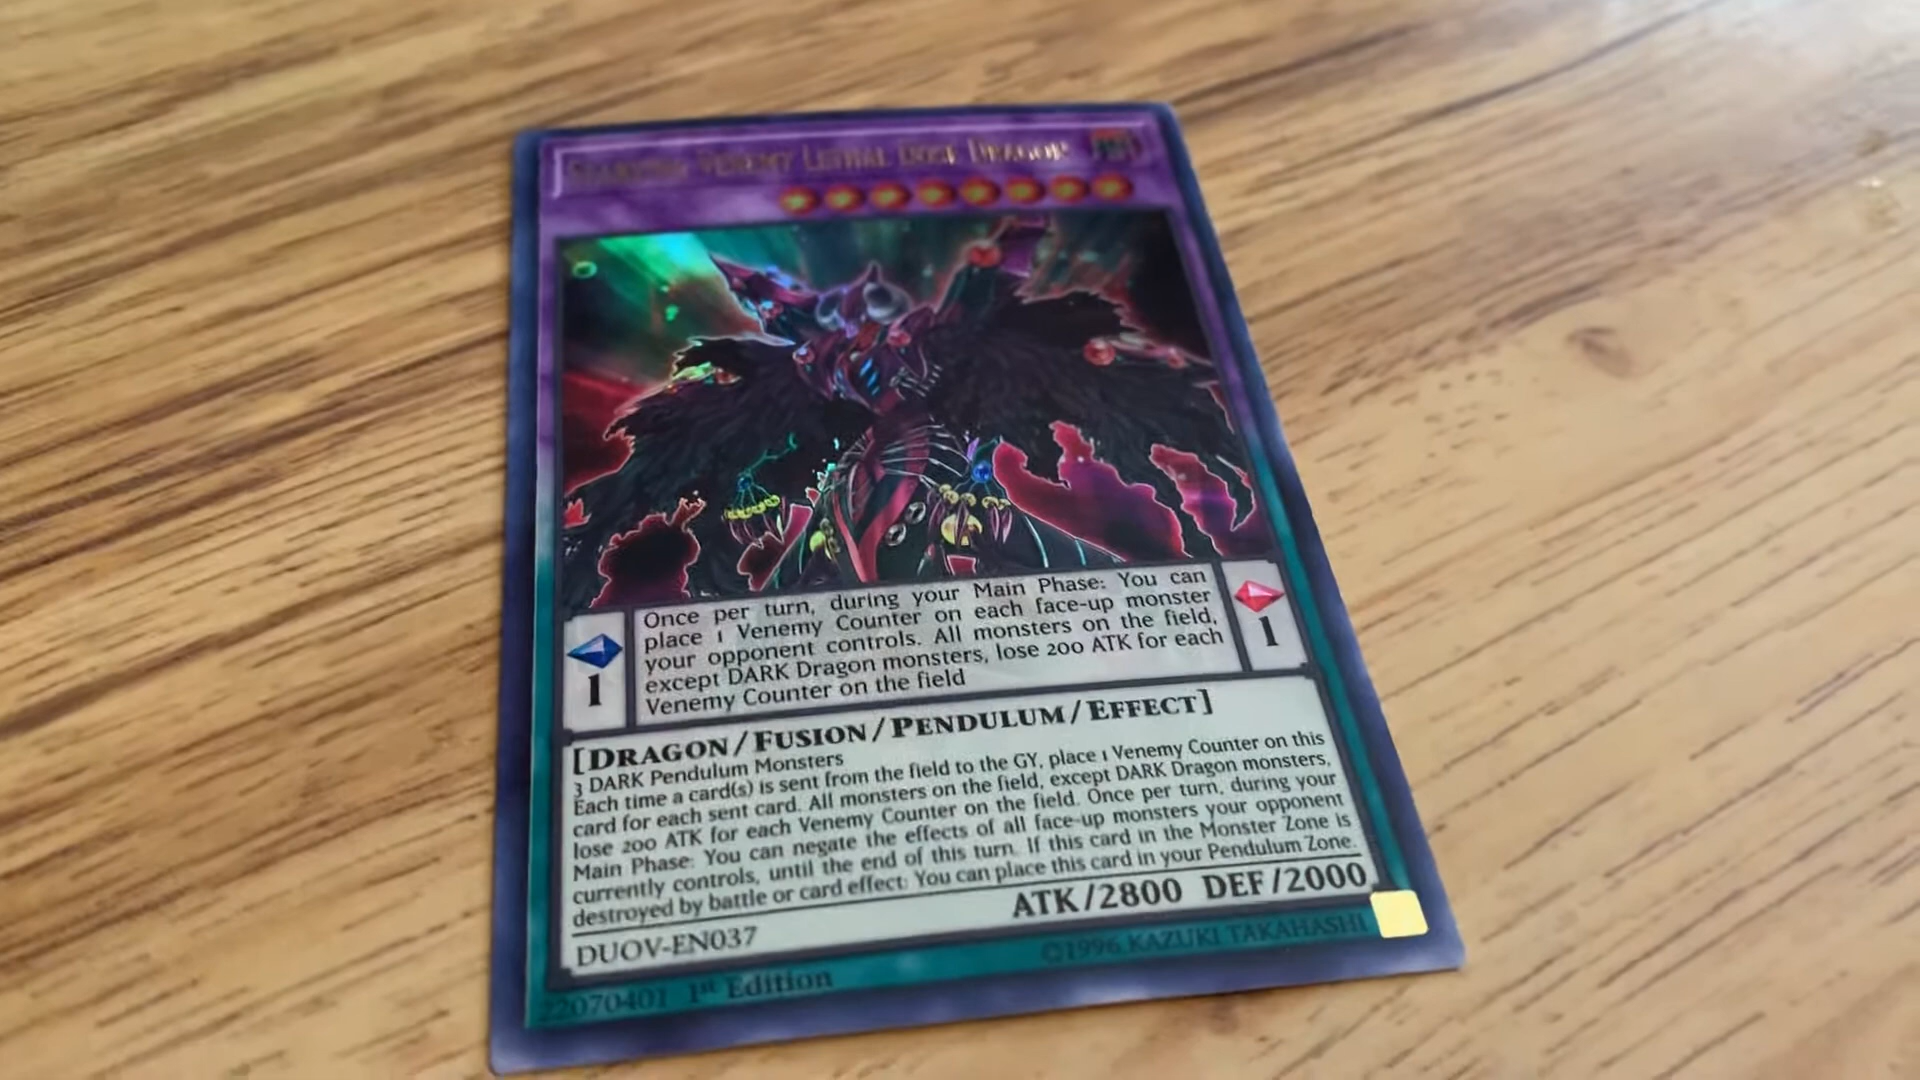 Starving Venemy Lethal Dose Dragon
Once per turn, during your Main Phase: You can
place 1 Venemy Counter on each face-up monster
your opponent controls. All monsters on the field,
except DARK Dragon monsters, lose 200 ATK for each
Venemy Counter on the field
1
1
[Dragon/Fusion/Pendulum/Effect]
3 DARK Pendulum Monsters
Each time a card(s) is sent from the field to the GY, place 1 Venemy Counter on this
card for each sent card. All monsters on the field, except DARK Dragon monsters,
lose 200 ATK for each Venemy Counter on the field. Once per turn, during your
Main Phase: You can negate the effects of all face-up monsters your opponent
currently controls, until the end of this turn. If this card in the Monster Zone is
destroyed by battle or card effect: You can place this card in your Pendulum Zone.
ATK/2800 DEF/2000
DUOV-EN037
22070401 1st Edition
©1996 KAZUKI TAKAHASHI